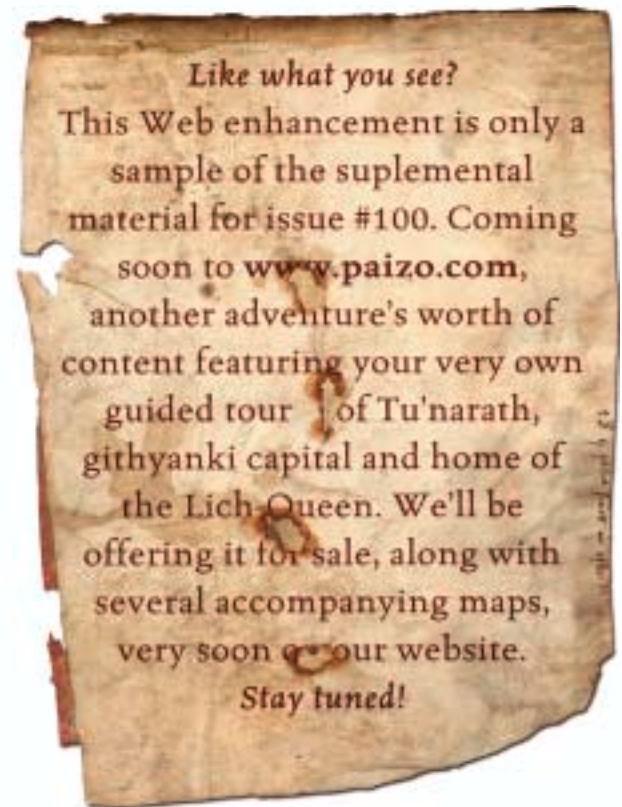 Like what you see?
This Web enhancement is only a
sample of the suplemental
material for issue #100. Coming
soon to www.paizo.com,
another adventure's worth of
content featuring your very own
guided tour of Tu'narath,
githyanki capital and home of
the Lich-Queen. We'll be
offering it for sale, along with
several accompanying maps,
very soon our website.
Stay tuned!